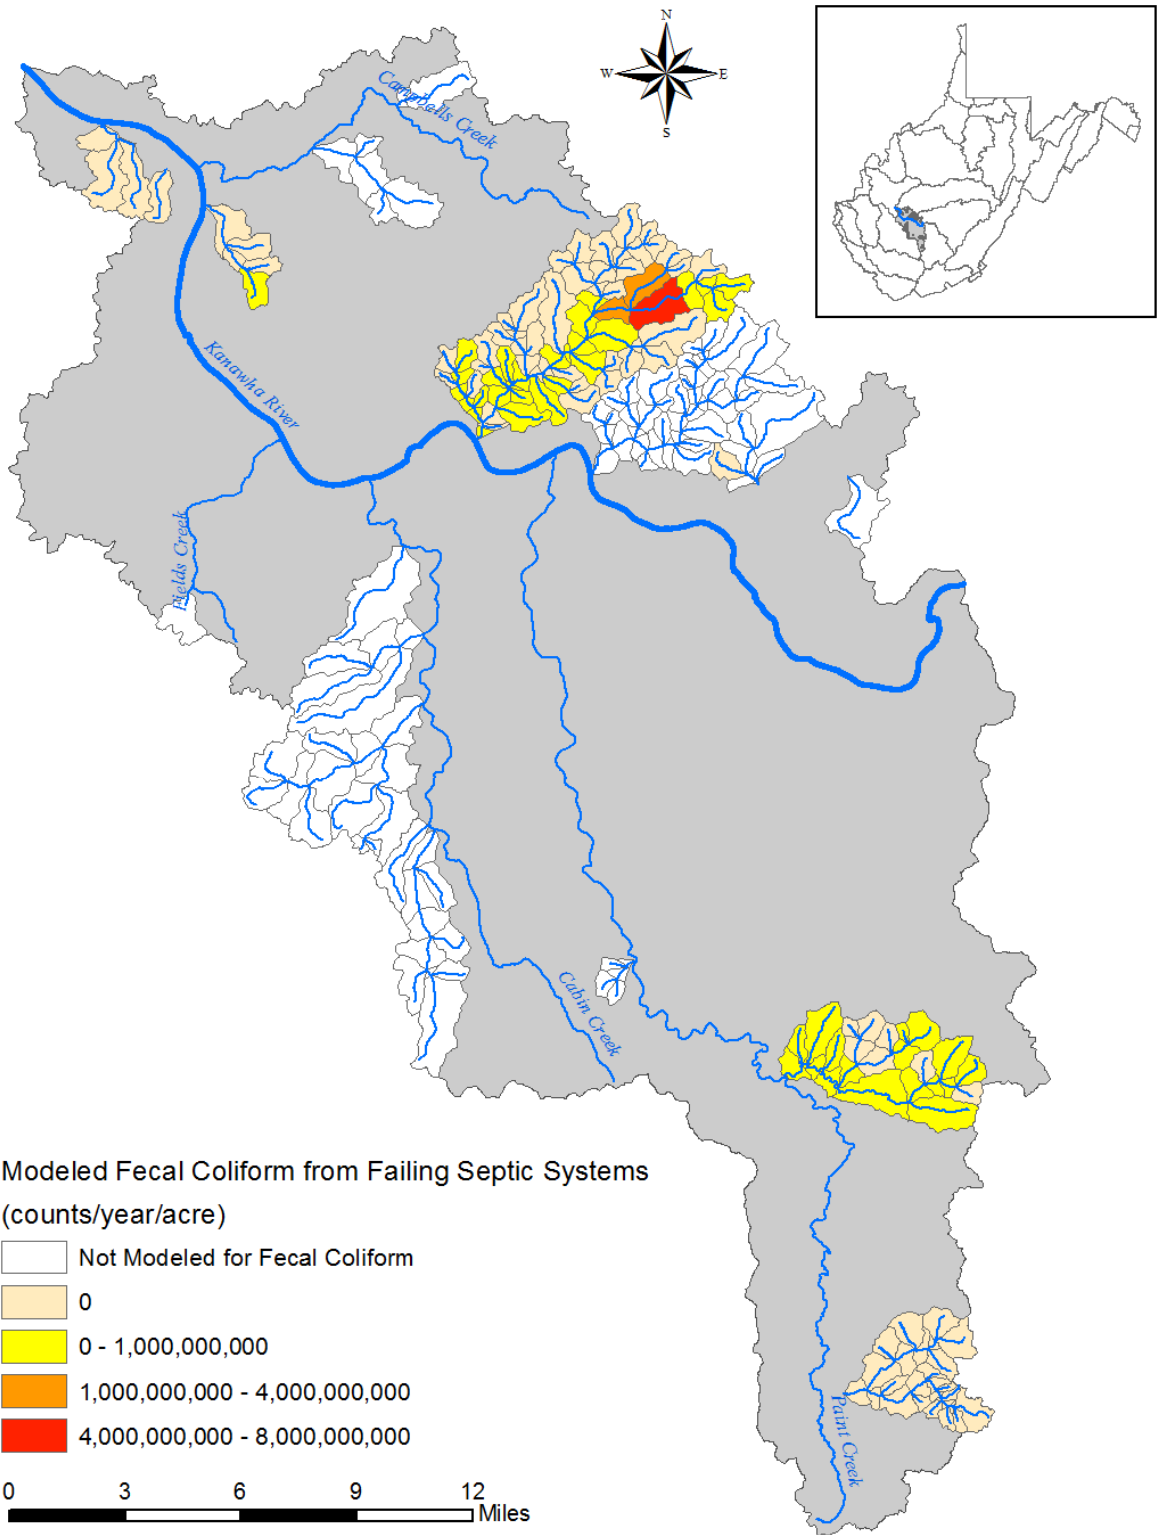 N
W
E
S
Campbells Creek
Kanawha River
Fields Creek
Cabin Creek
Paint Creek
Modeled Fecal Coliform from Failing Septic Systems
(counts/year/acre)
Not Modeled for Fecal Coliform
0
0 - 1,000,000,000
1,000,000,000 - 4,000,000,000
4,000,000,000 - 8,000,000,000
0 3 6 9 12
Miles